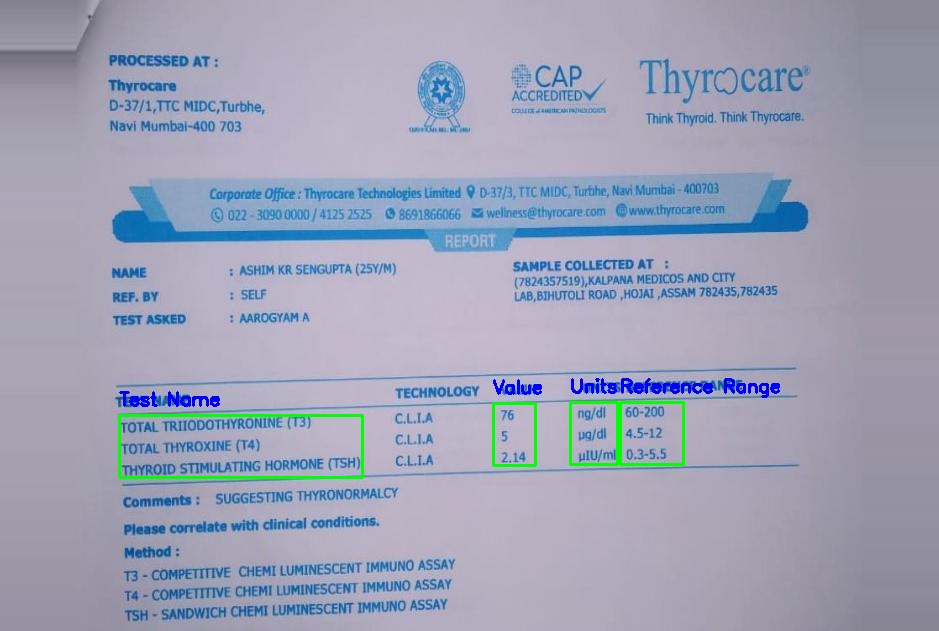 PROCESSED AT :
Thyrocare
D-37/1,TTC MIDC,Turbhe,
Navi Mumbai-400 703
CAP
ACCREDITED
COLLEGE of AMERICAN PATHOLOGISTS
Thyrocare®
Think Thyroid. Think Thyrocare.
Corporate Office : Thyrocare Technologies Limited D-37/3, TTC MIDC, Turbhe, Navi Mumbai - 400703
022 - 3090 0000 / 4125 2525 8691866066 wellness@thyrocare.com www.thyrocare.com
REPORT
NAME : ASHIM KR SENGUPTA (25Y/M)
REF. BY : SELF
TEST ASKED : AAROGYAM A
SAMPLE COLLECTED AT :
(7824357519),KALPANA MEDICOS AND CITY
LAB,BIHUTOLI ROAD ,HOJAI ,ASSAM 782435,782435
Test Name TECHNOLOGY Value Units Reference Range
TOTAL TRIIODOTHYRONINE (T3) C.L.I.A 76 ng/dl 60-200
TOTAL THYROXINE (T4) C.L.I.A 5 µg/dl 4.5-12
THYROID STIMULATING HORMONE (TSH) C.L.I.A 2.14 µIU/ml 0.3-5.5
Comments : SUGGESTING THYRONORMALCY
Please correlate with clinical conditions.
Method :
T3 - COMPETITIVE CHEMI LUMINESCENT IMMUNO ASSAY
T4 - COMPETITIVE CHEMI LUMINESCENT IMMUNO ASSAY
TSH - SANDWICH CHEMI LUMINESCENT IMMUNO ASSAY